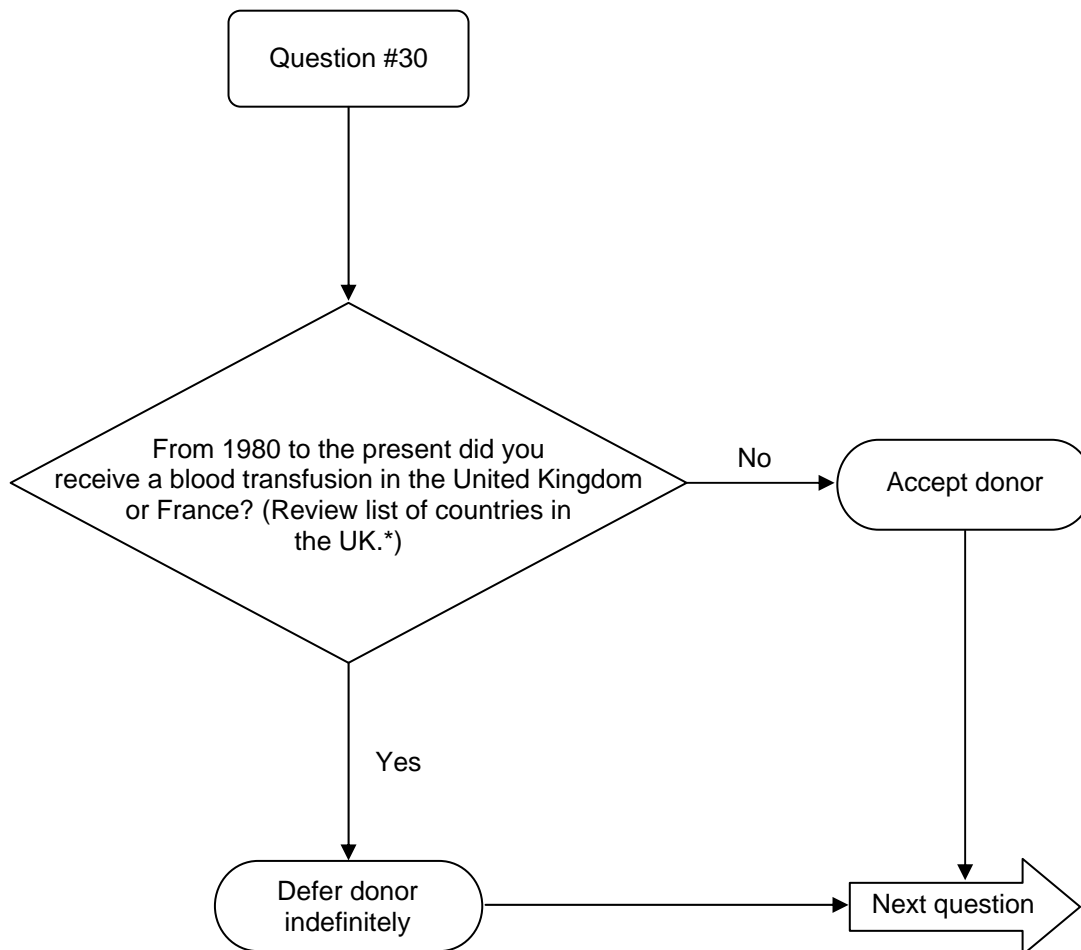 Question #30
From 1980 to the present did you
receive a blood transfusion in the United Kingdom
or France? (Review list of countries in
the UK.*)
No
Accept donor
Yes
Defer donor
indefinitely
Next question